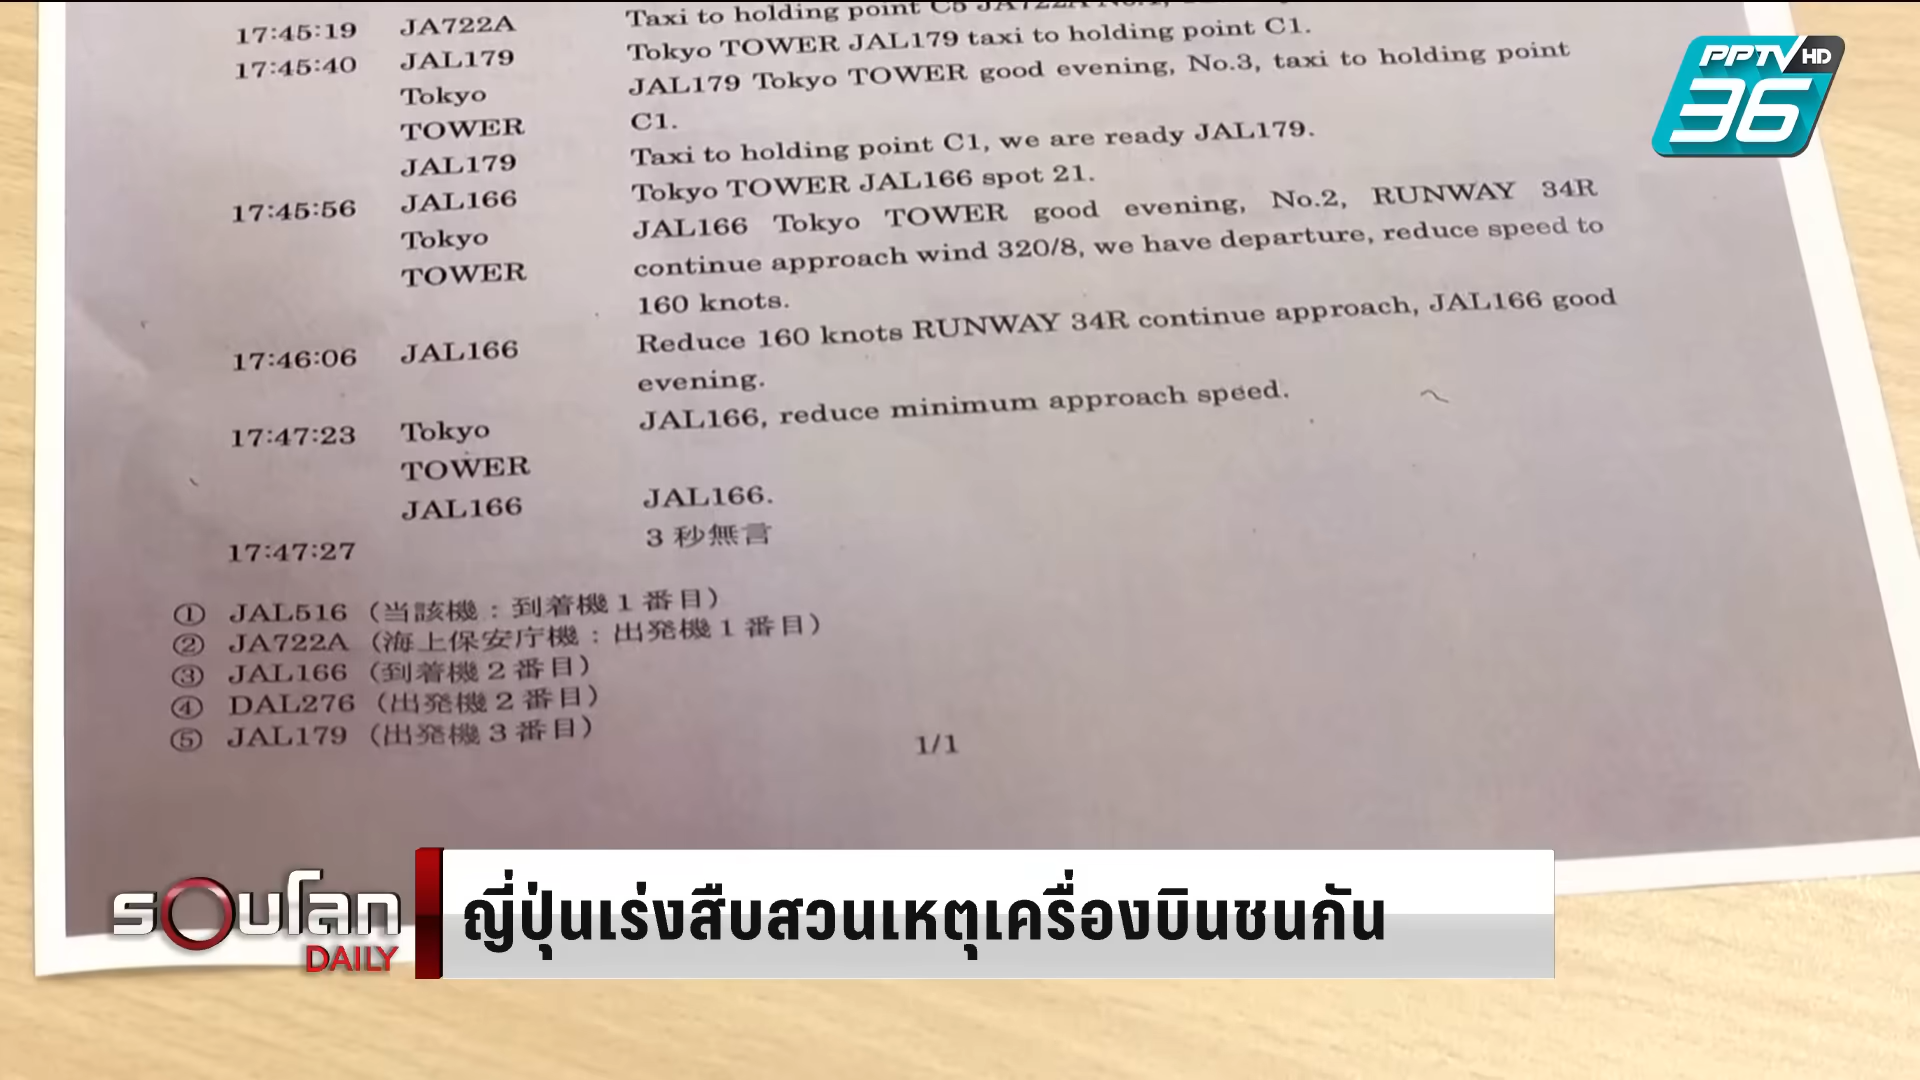 17:45:19 JA722A Taxi to holding point C5 JA722A No.1,
17:45:40 JAL179 Tokyo TOWER JAL179 taxi to holding point C1.
Tokyo JAL179 Tokyo TOWER good evening, No.3, taxi to holding point
TOWER C1.
JAL179 Taxi to holding point C1, we are ready JAL179.
17:45:56 JAL166 Tokyo TOWER JAL166 spot 21.
Tokyo JAL166 Tokyo TOWER good evening, No.2, RUNWAY 34R
TOWER continue approach wind 320/8, we have departure, reduce speed to
160 knots.
17:46:06 JAL166 Reduce 160 knots RUNWAY 34R continue approach, JAL166 good
evening.
17:47:23 Tokyo JAL166, reduce minimum approach speed.
TOWER
JAL166 JAL166.
17:47:27 3秒無言
① JAL516（当該機：到着機1番目）
② JA722A（海上保安庁機：出発機1番目）
③ JAL166（到着機2番目）
④ DAL276（出発機2番目）
⑤ JAL179（出発機3番目）
1/1
PPTV HD
36
รอบโลก
DAILY
ญี่ปุ่นเร่งสืบสวนเหตุเครื่องบินชนกัน